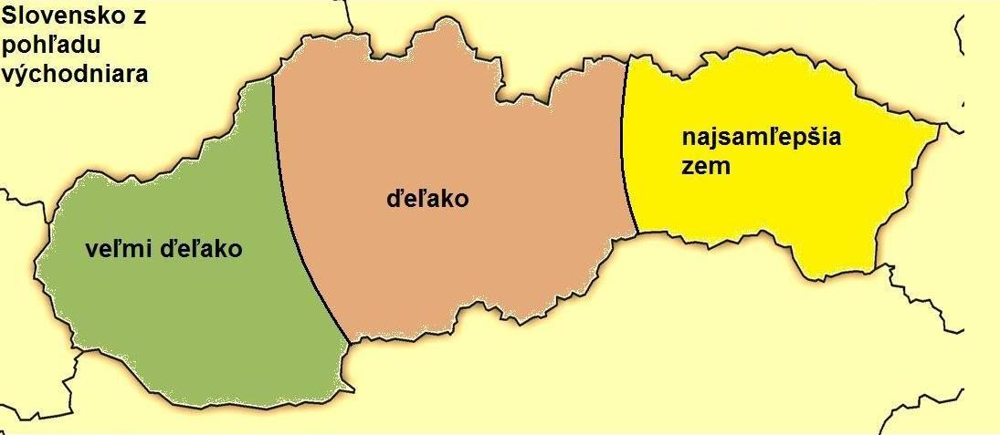 Slovensko z
pohľadu
východniara
najsamľepšia
zem
ďeľako
veľmi ďeľako